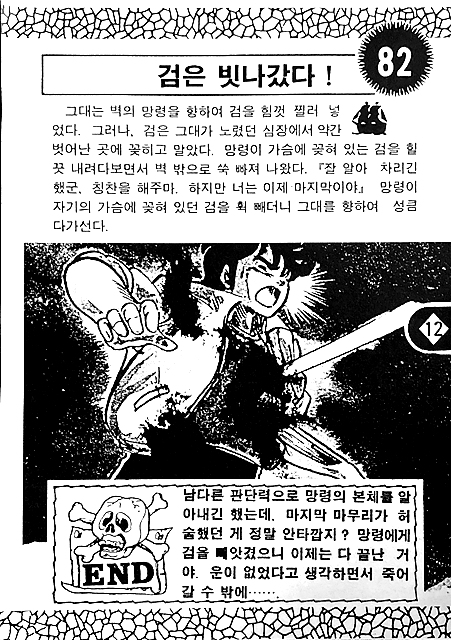 82
검은 빗나갔다 !
그대는 벽의 망령을 향하여 검을 힘껏 찔러 넣
었다. 그러나, 검은 그대가 노렸던 심장에서 약간
벗어난 곳에 꽂히고 말았다. 망령이 가슴에 꽂혀 있는 검을 힐
끗 내려다보면서 벽 밖으로 쑥 빠져 나왔다. 『잘 알아 차리긴
했군, 칭찬을 해주마. 하지만 너는 이제 마지막이야』 망령이
자기의 가슴에 꽂혀 있던 검을 휙 빼더니 그대를 향하여 성큼
다가선다.
12
남다른 판단력으로 망령의 본체를 알
아내긴 했는데, 마지막 마무리가 허
술했던 게 정말 안타깝지? 망령에게
검을 빼앗겼으니 이제는 다 끝난 거
야. 운이 없었다고 생각하면서 죽어
갈 수 밖에……
END